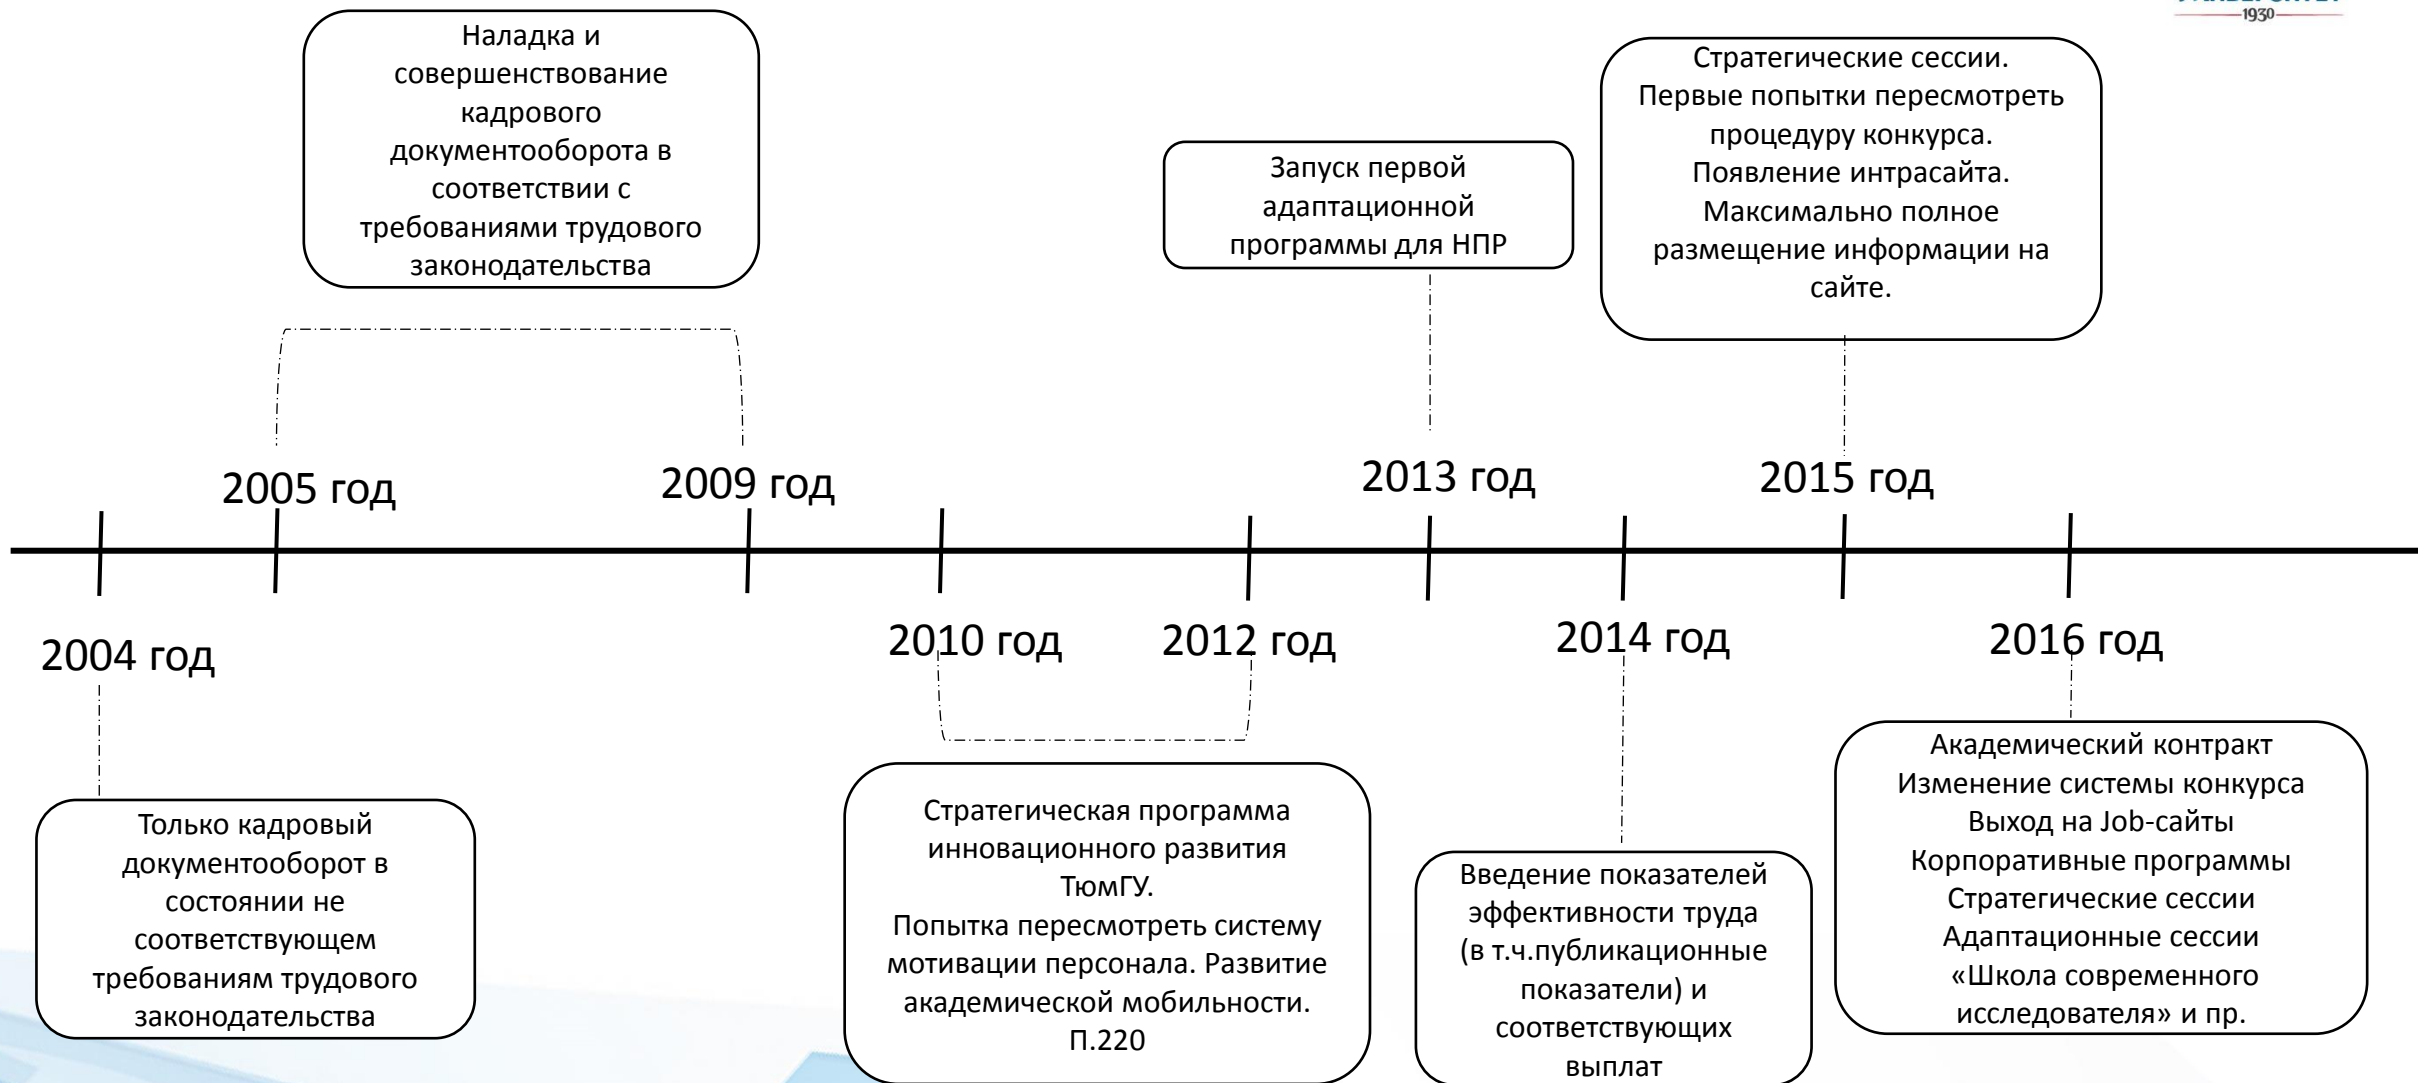 1930
Наладка и
совершенствование
кадрового
документооборота в
соответствии с
требованиями трудового
законодательства
Запуск первой
адаптационной
программы для НПР
Стратегические сессии.
Первые попытки пересмотреть
процедуру конкурса.
Появление интрасайта.
Максимально полное
размещение информации на
сайте.
2005 год
2009 год
2013 год
2015 год
2004 год
2010 год
2012 год
2014 год
2016 год
Только кадровый
документооборот в
состоянии не
соответствующем
требованиям трудового
законодательства
Стратегическая программа
инновационного развития
ТюмГУ.
Попытка пересмотреть систему
мотивации персонала. Развитие
академической мобильности.
П.220
Введение показателей
эффективности труда
(в т.ч.публикационные
показатели) и
соответствующих
выплат
Академический контракт
Изменение системы конкурса
Выход на Job-сайты
Корпоративные программы
Стратегические сессии
Адаптационные сессии
«Школа современного
исследователя» и пр.